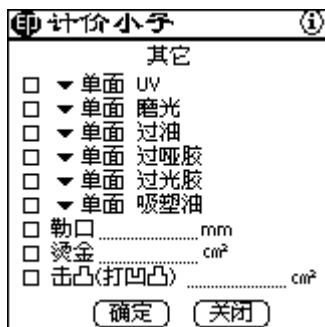 EP 计价小子 i
其它
单面 UV
单面 磨光
单面 过油
单面 过哑胶
单面 过光胶
单面 吸塑油
勒口 mm
烫金 cm²
击凸(打凹凸) cm²
确定 关闭